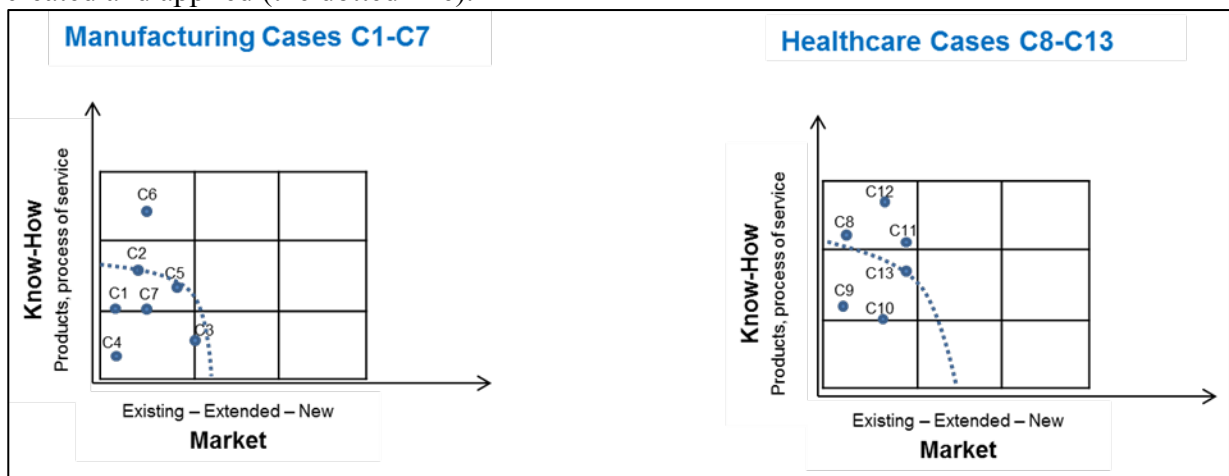 Manufacturing Cases C1-C7
Know-How
Products, process of service
C6
C2
C5
C1
C7
C3
C4
Existing – Extended – New
Market
Healthcare Cases C8-C13
Know-How
Products, process of service
C12
C8
C11
C13
C9
C10
Existing – Extended – New
Market